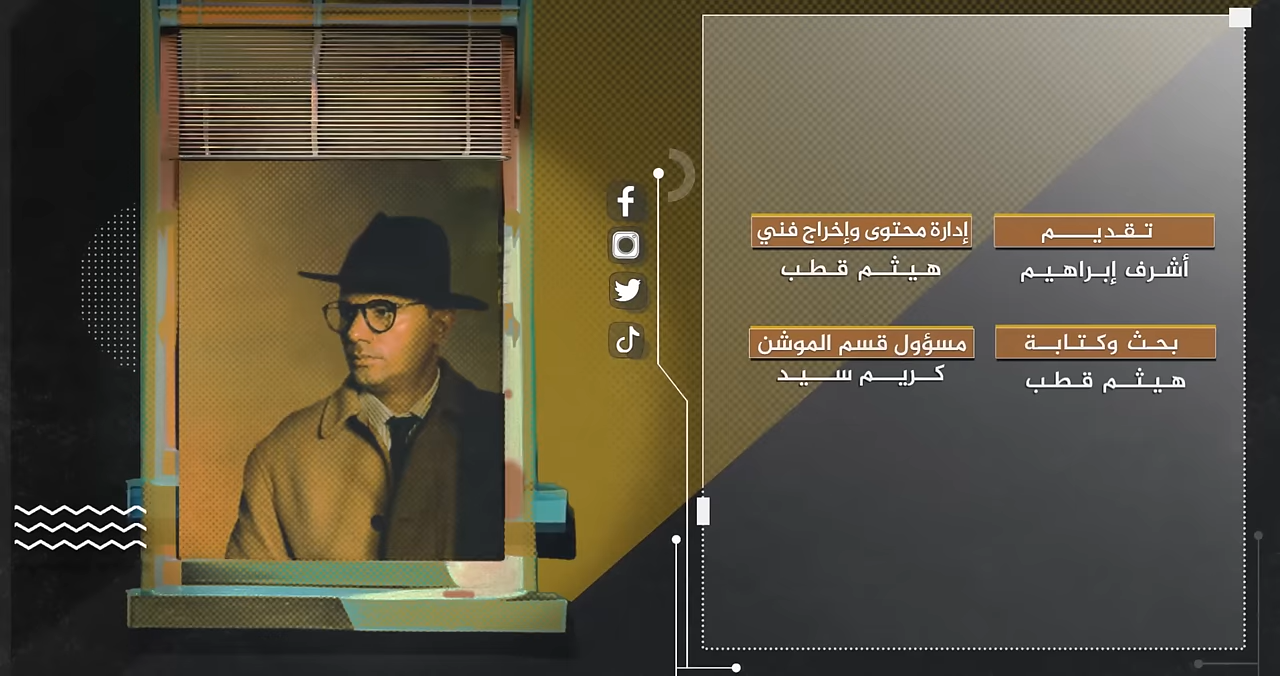 تقديم
أشرف إبراهيم
إدارة محتوى وإخراج فني
هيثم قطب
بحث وكتابة
هيثم قطب
مسؤول قسم الموشن
كريم سيد